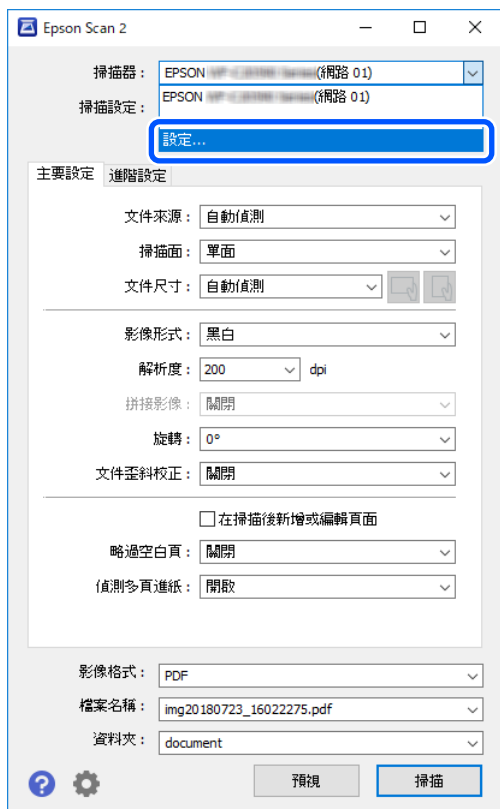 Epson Scan 2
掃描器： EPSON (網路 01)
EPSON (網路 01)
掃描設定：
設定...
主要設定 進階設定
文件來源： 自動偵測
掃描面： 單面
文件尺寸： 自動偵測
影像形式： 黑白
解析度： 200 dpi
拼接影像： 關閉
旋轉： 0°
文件歪斜校正： 關閉
在掃描後新增或編輯頁面
略過空白頁： 關閉
偵測多頁進紙： 開啟
影像格式： PDF
檔案名稱： img20180723_16022275.pdf
資料夾： document
預視 掃描